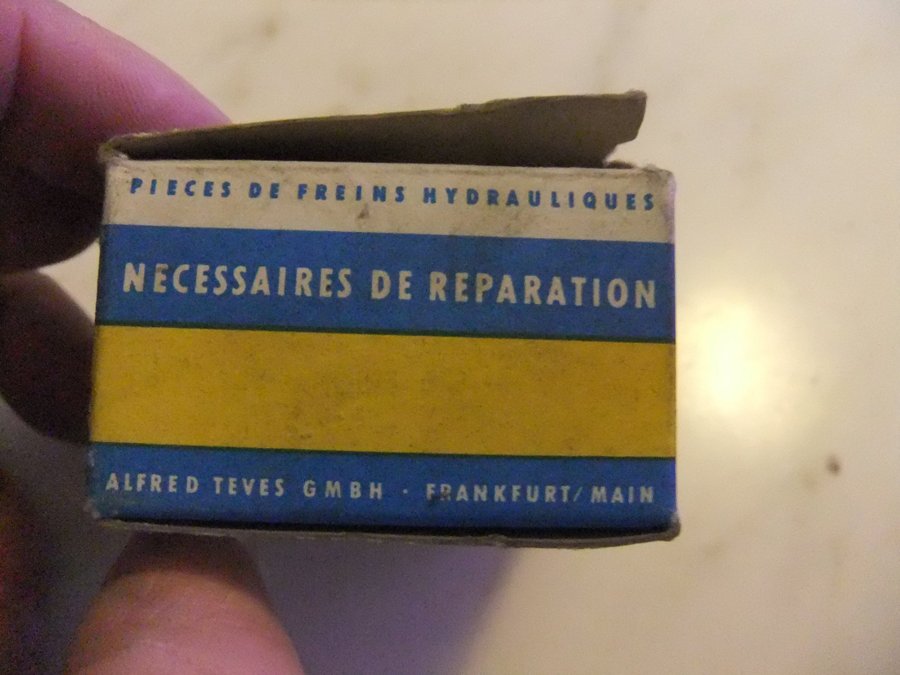 PIECES DE FREINS HYDRAULIQUES
NECESSAIRES DE REPARATION
ALFRED TEVES GMBH · FRANKFURT/MAIN